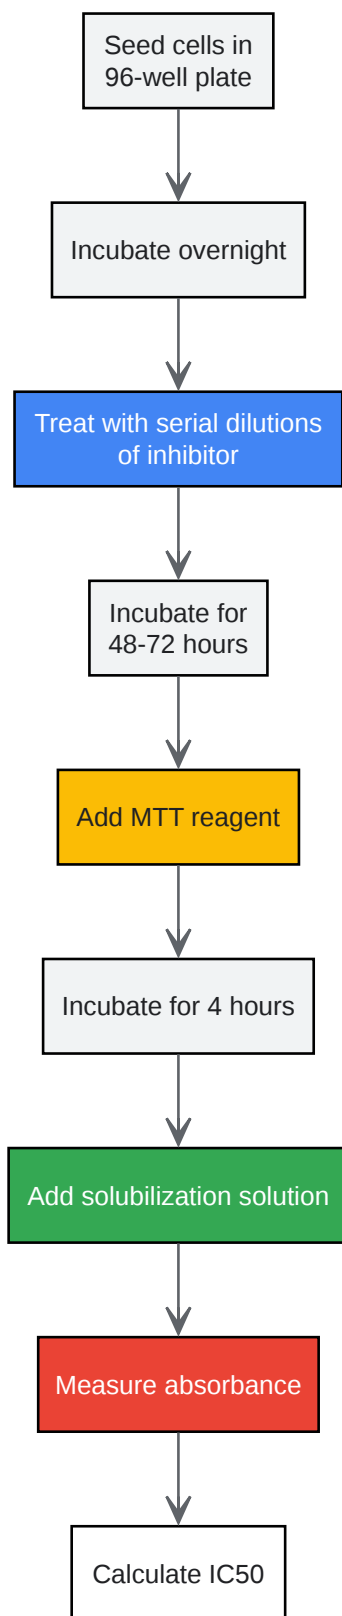 Seed cells in
96-well plate
Incubate overnight
Treat with serial dilutions
of inhibitor
Incubate for
48-72 hours
Add MTT reagent
Incubate for 4 hours
Add solubilization solution
Measure absorbance
Calculate IC50